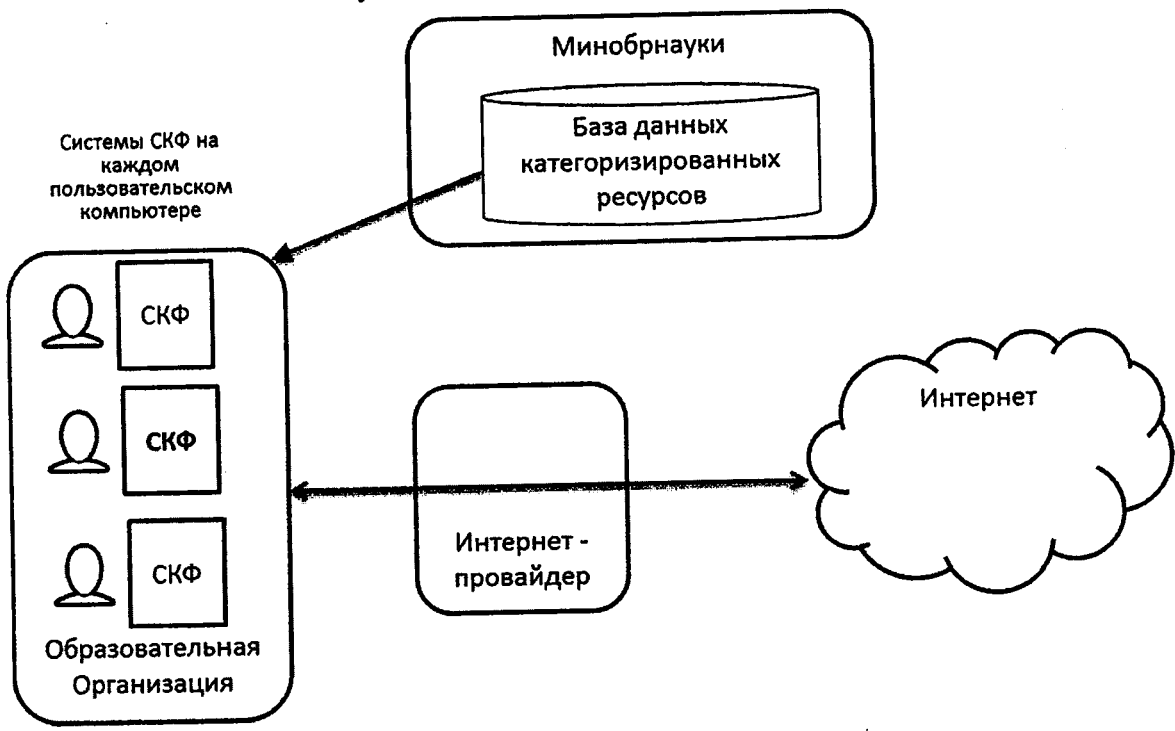 Минобрнауки
База данных
категоризированных
ресурсов
Системы СКФ на
каждом
пользовательском
компьютере
СКФ
СКФ
СКФ
Образовательная
Организация
Интернет -
провайдер
Интернет